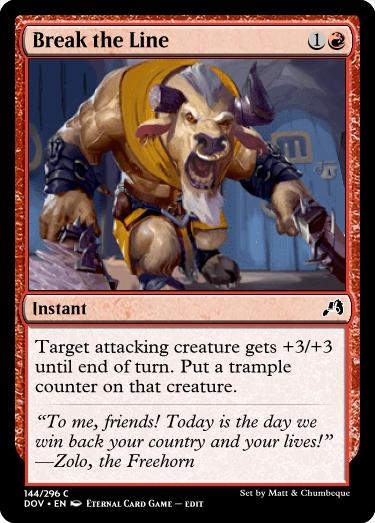 Break the Line 1
Instant
Target attacking creature gets +3/+3
until end of turn. Put a trample
counter on that creature.
“To me, friends! Today is the day we
win back your country and your lives!”
—Zolo, the Freehorn
144/296 C
DOV • EN Eternal Card Game — edit
Set by Matt & Chumbeque